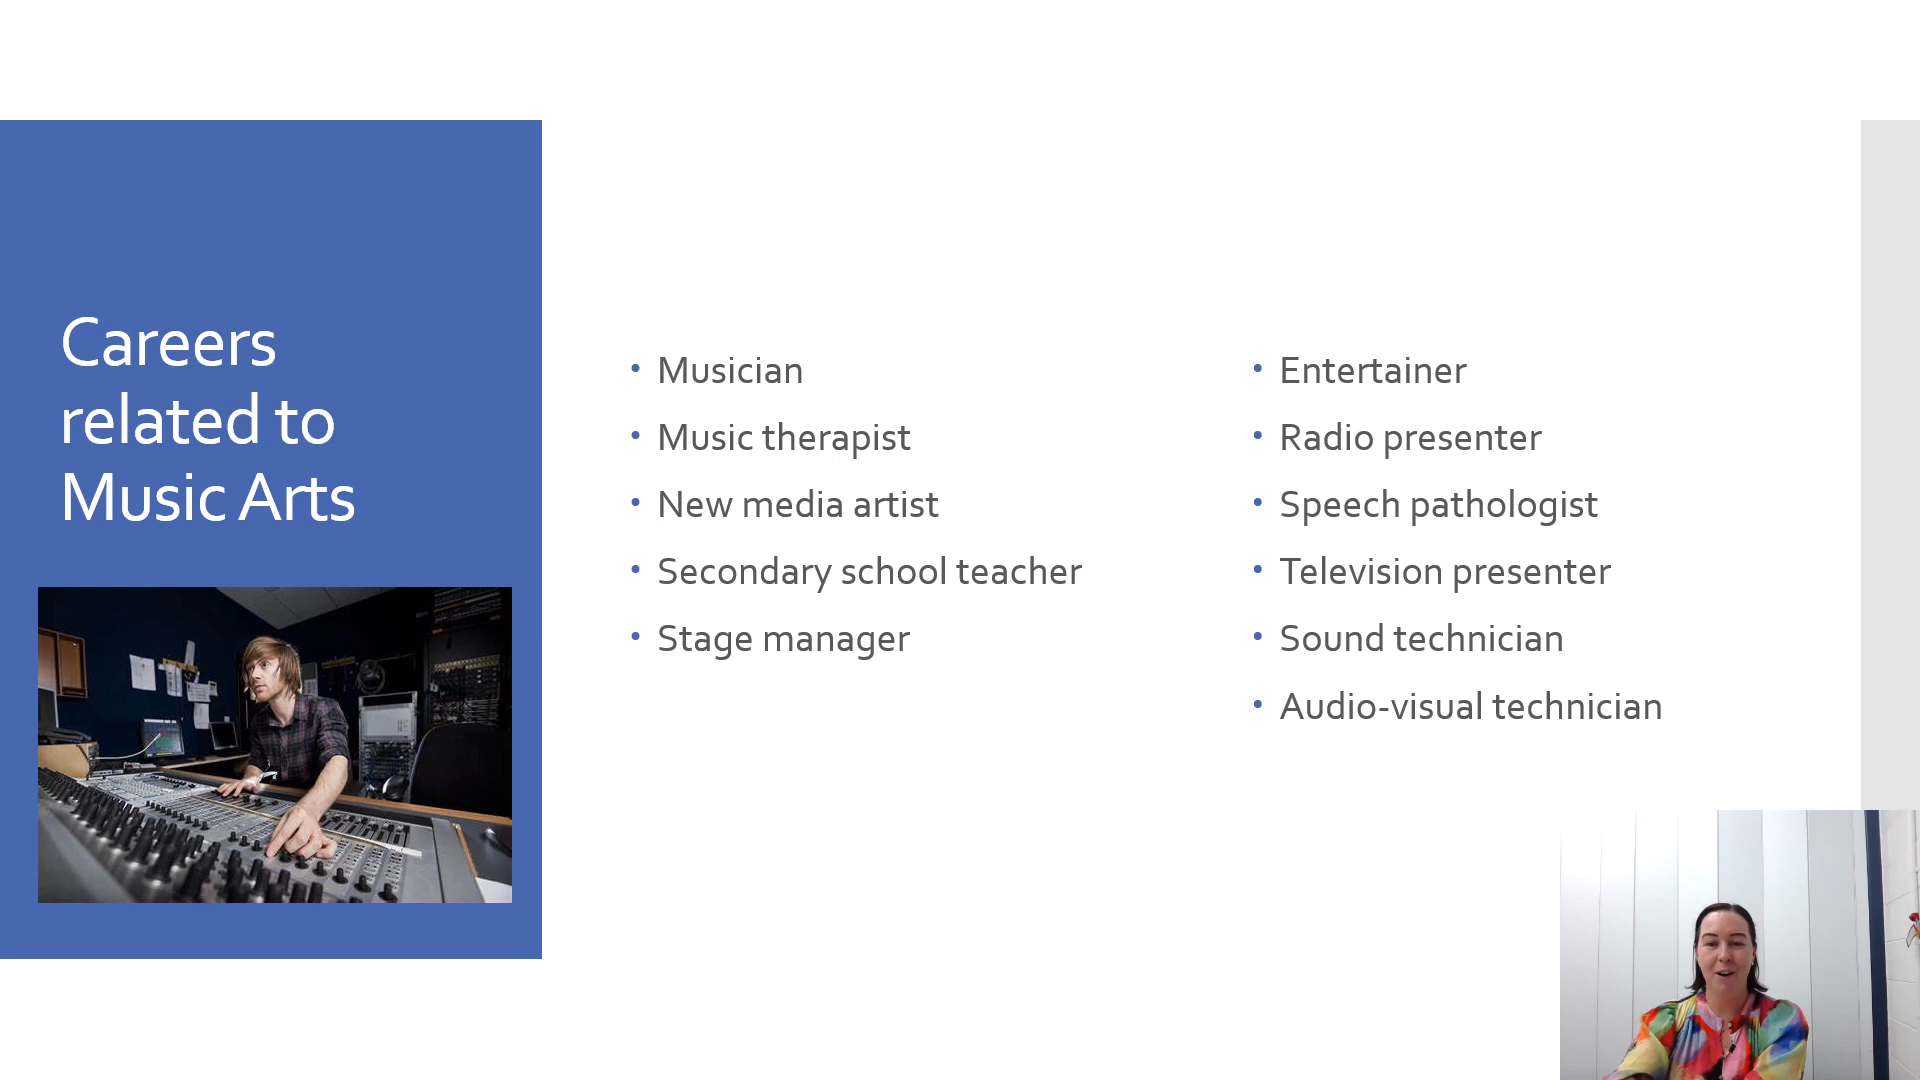 Careers
related to
Music Arts
• Musician
• Music therapist
• New media artist
• Secondary school teacher
• Stage manager
• Entertainer
• Radio presenter
• Speech pathologist
• Television presenter
• Sound technician
• Audio-visual technician